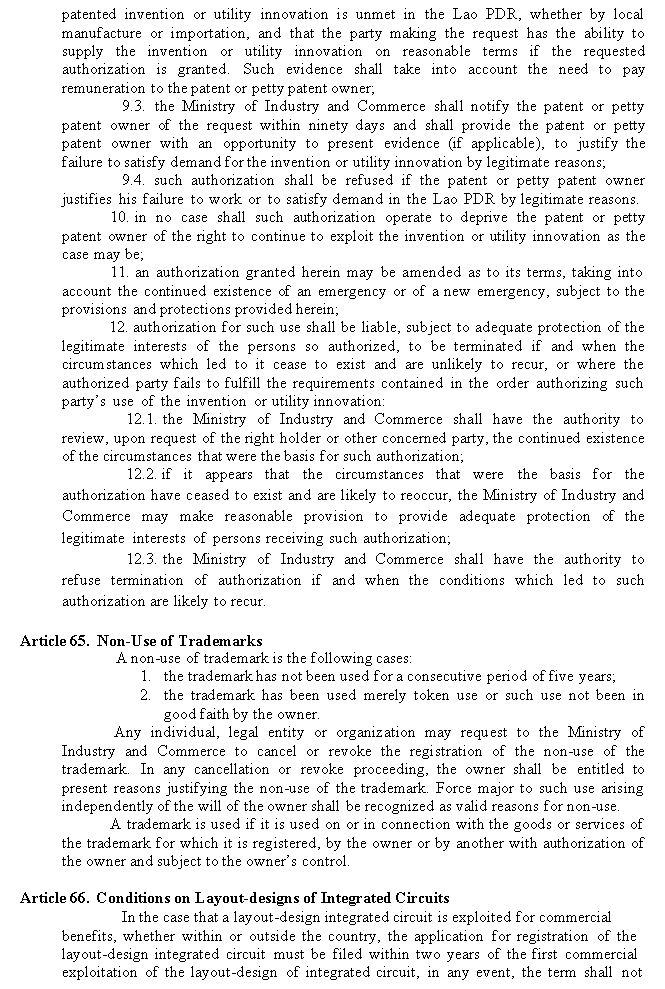 patented invention or utility innovation is unmet in the Lao PDR, whether by local
manufacture or importation, and that the party making the request has the ability to
supply the invention or utility innovation on reasonable terms if the requested
authorization is granted. Such evidence shall take into account the need to pay
remuneration to the patent or petty patent owner;
9.3. the Ministry of Industry and Commerce shall notify the patent or petty
patent owner of the request within ninety days and shall provide the patent or petty
patent owner with an opportunity to present evidence (if applicable), to justify the
failure to satisfy demand for the invention or utility innovation by legitimate reasons;
9.4. such authorization shall be refused if the patent or petty patent owner
justifies his failure to work or to satisfy demand in the Lao PDR by legitimate reasons.
10. in no case shall such authorization operate to deprive the patent or petty
patent owner of the right to continue to exploit the invention or utility innovation as the
case may be;
11. an authorization granted herein may be amended as to its terms, taking into
account the continued existence of an emergency or of a new emergency, subject to the
provisions and protections provided herein;
12. authorization for such use shall be liable, subject to adequate protection of the
legitimate interests of the persons so authorized, to be terminated if and when the
circumstances which led to it cease to exist and are unlikely to recur, or where the
authorized party fails to fulfill the requirements contained in the order authorizing such
party's use of the invention or utility innovation:
12.1. the Ministry of Industry and Commerce shall have the authority to
review, upon request of the right holder or other concerned party, the continued existence
of the circumstances that were the basis for such authorization;
12.2. if it appears that the circumstances that were the basis for the
authorization have ceased to exist and are likely to reoccur, the Ministry of Industry and
Commerce may make reasonable provision to provide adequate protection of the
legitimate interests of persons receiving such authorization;
12.3. the Ministry of Industry and Commerce shall have the authority to
refuse termination of authorization if and when the conditions which led to such
authorization are likely to recur.
Article 65. Non-Use of Trademarks
A non-use of trademark is the following cases:
1. the trademark has not been used for a consecutive period of five years;
2. the trademark has been used merely token use or such use not been in
good faith by the owner.
Any individual, legal entity or organization may request to the Ministry of
Industry and Commerce to cancel or revoke the registration of the non-use of the
trademark. In any cancellation or revoke proceeding, the owner shall be entitled to
present reasons justifying the non-use of the trademark. Force major to such use arising
independently of the will of the owner shall be recognized as valid reasons for non-use.
A trademark is used if it is used on or in connection with the goods or services of
the trademark for which it is registered, by the owner or by another with authorization of
the owner and subject to the owner's control.
Article 66. Conditions on Layout-designs of Integrated Circuits
In the case that a layout-design integrated circuit is exploited for commercial
benefits, whether within or outside the country, the application for registration of the
layout-design integrated circuit must be filed within two years of the first commercial
exploitation of the layout-design of integrated circuit, in any event, the term shall not